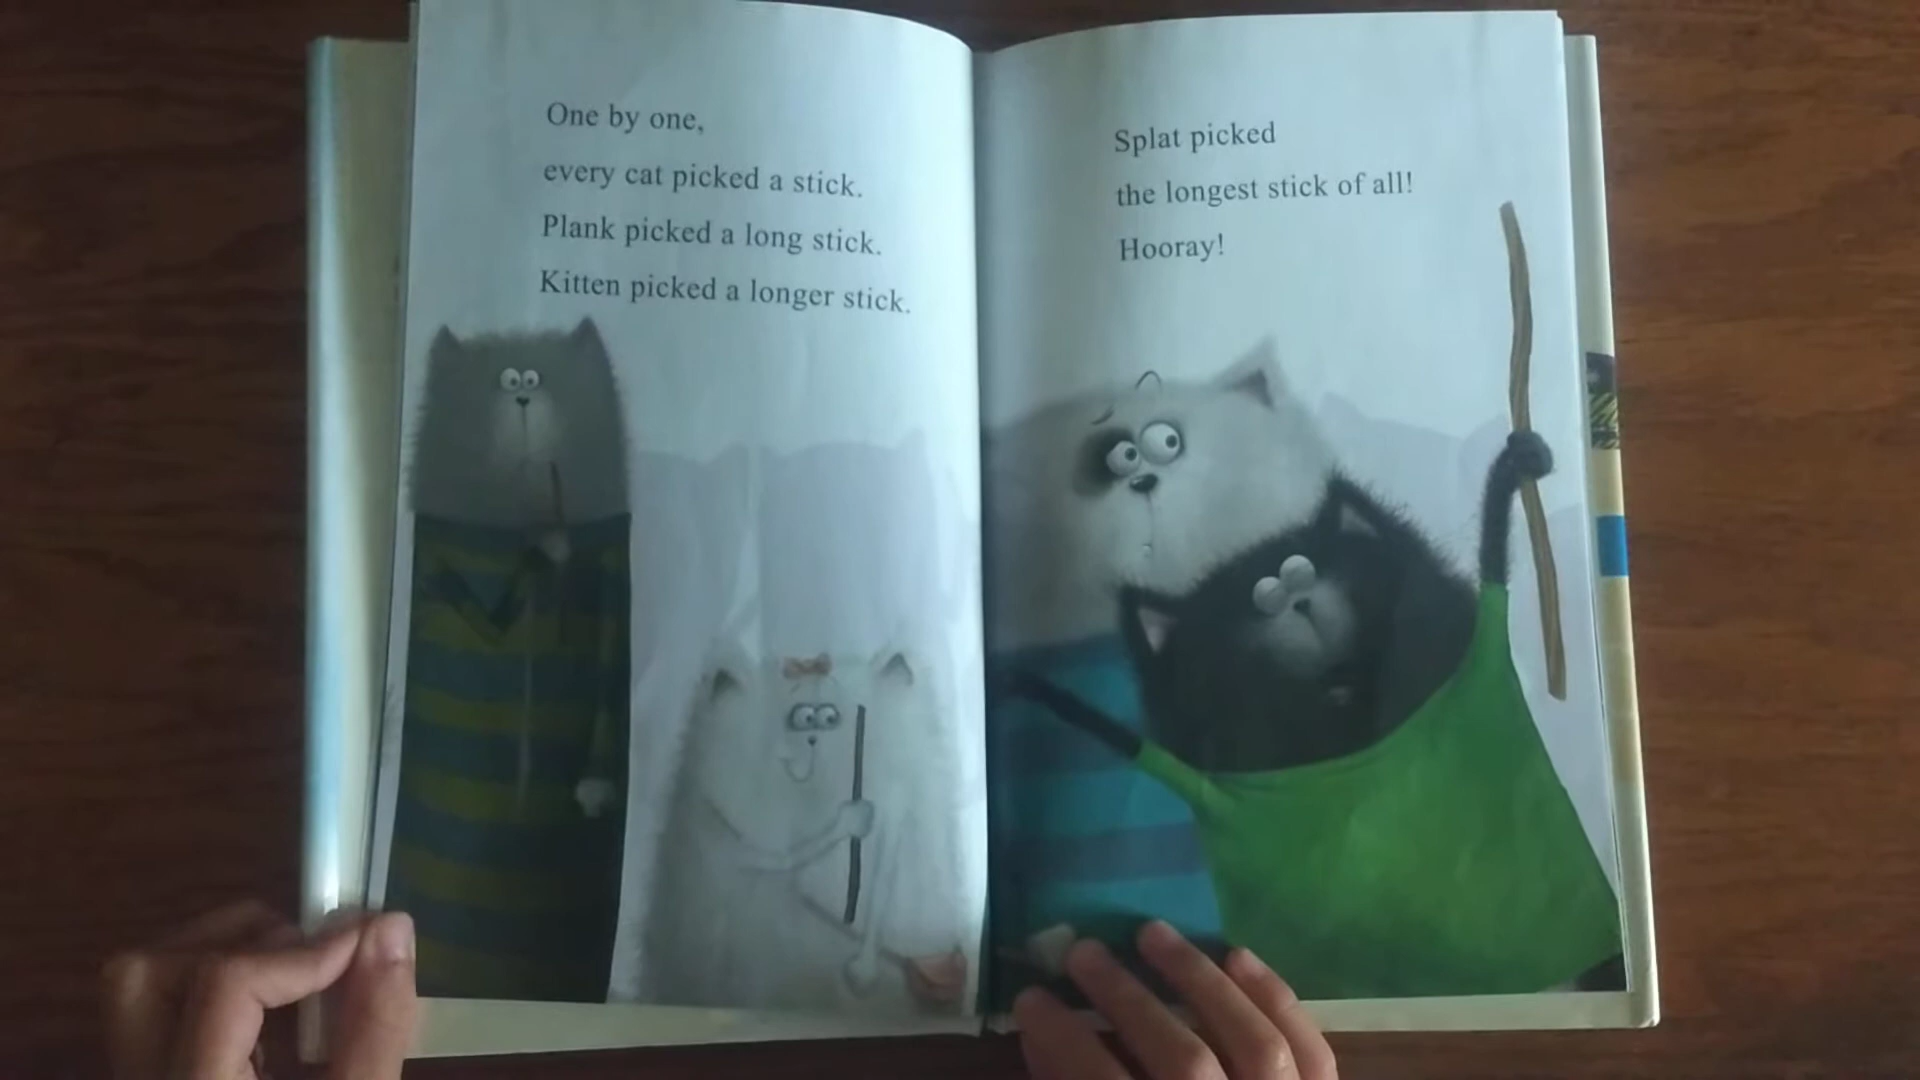 One by one,
every cat picked a stick.
Plank picked a long stick.
Kitten picked a longer stick.
Splat picked
the longest stick of all!
Hooray!